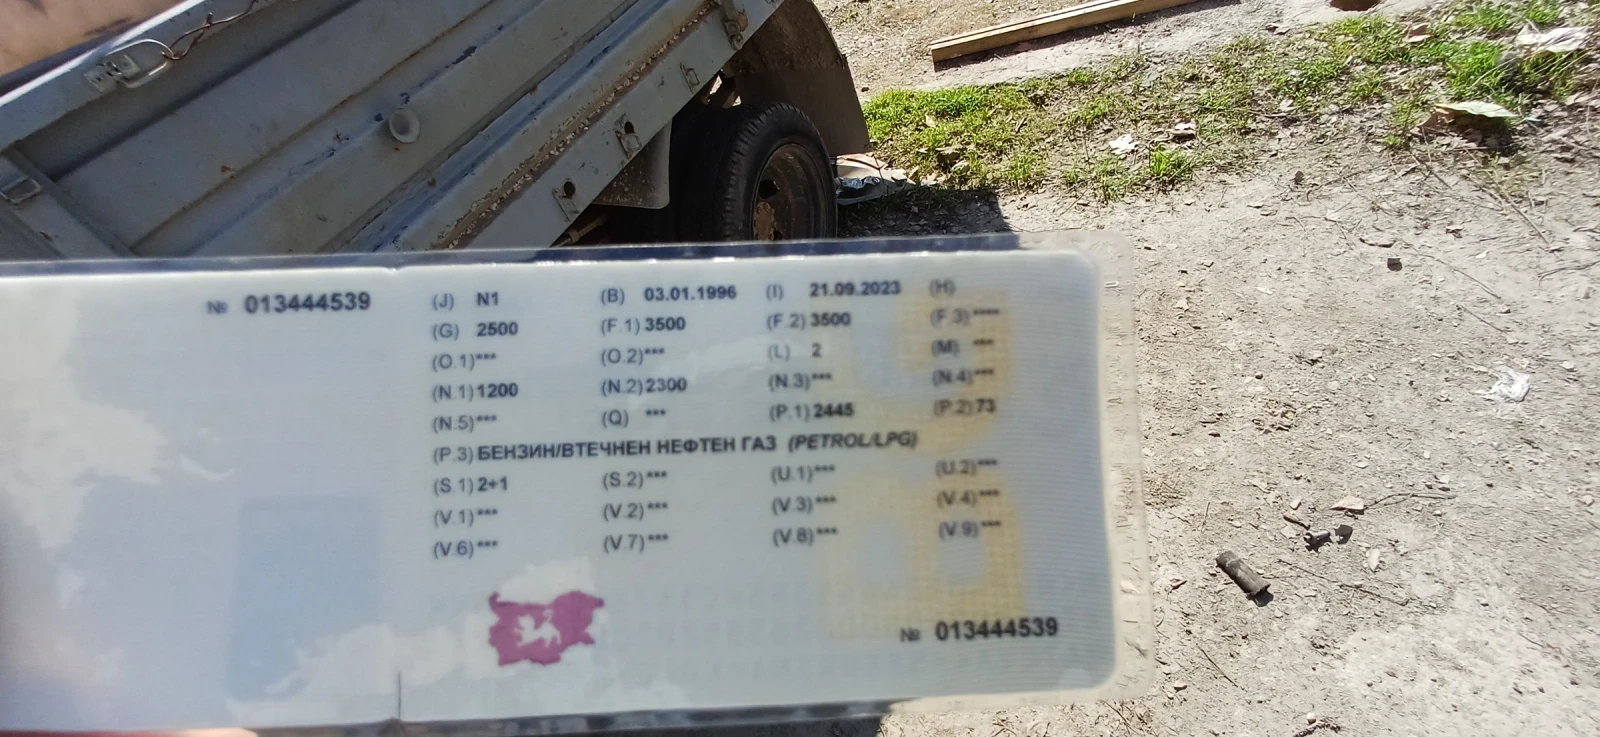 № 013444539
(J) N1 (B) 03.01.1996 (I) 21.09.2023 (H)
(G) 2500 (F.1) 3500 (F.2) 3500 (F.3) ****
(O.1) *** (O.2) *** (L) 2 (M) ***
(N.1) 1200 (N.2) 2300 (N.3) *** (N.4) ***
(N.5) *** (Q) *** (P.1) 2445 (P.2) 73
(P.3) БЕНЗИН/ВТЕЧНЕН НЕФТЕН ГАЗ (PETROL/LPG)
(S.1) 2+1 (S.2) *** (U.1) *** (U.2) ***
(V.1) *** (V.2) *** (V.3) *** (V.4) ***
(V.6) *** (V.7) *** (V.8) *** (V.9) ***
№ 013444539